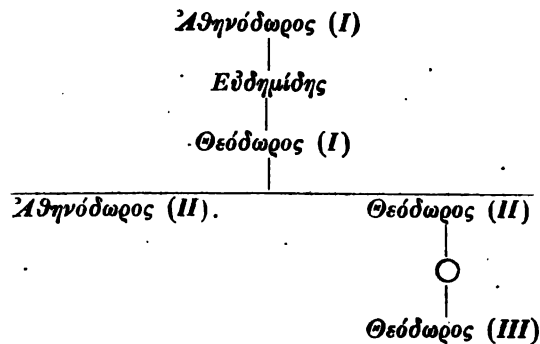 Ἀθηνόδωρος (I)
Εὐδημίδης
Θεόδωρος (I)
Ἀθηνόδωρος (II).
Θεόδωρος (II)
Θεόδωρος (III)